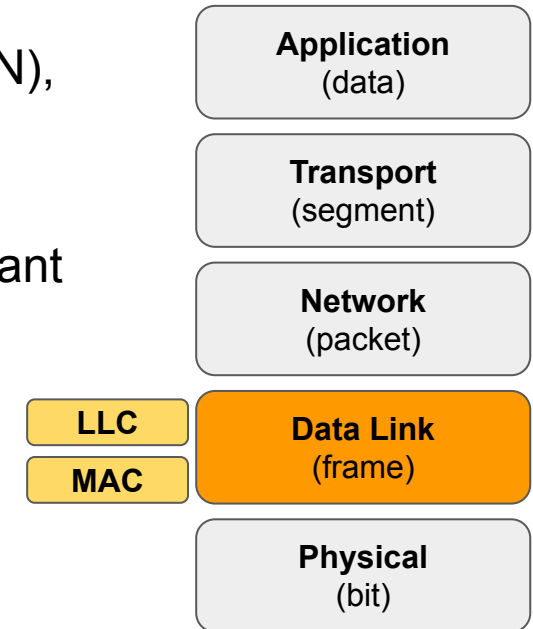 N),
ant
Application
(data)
Transport
(segment)
Network
(packet)
LLC
MAC
Data Link
(frame)
Physical
(bit)